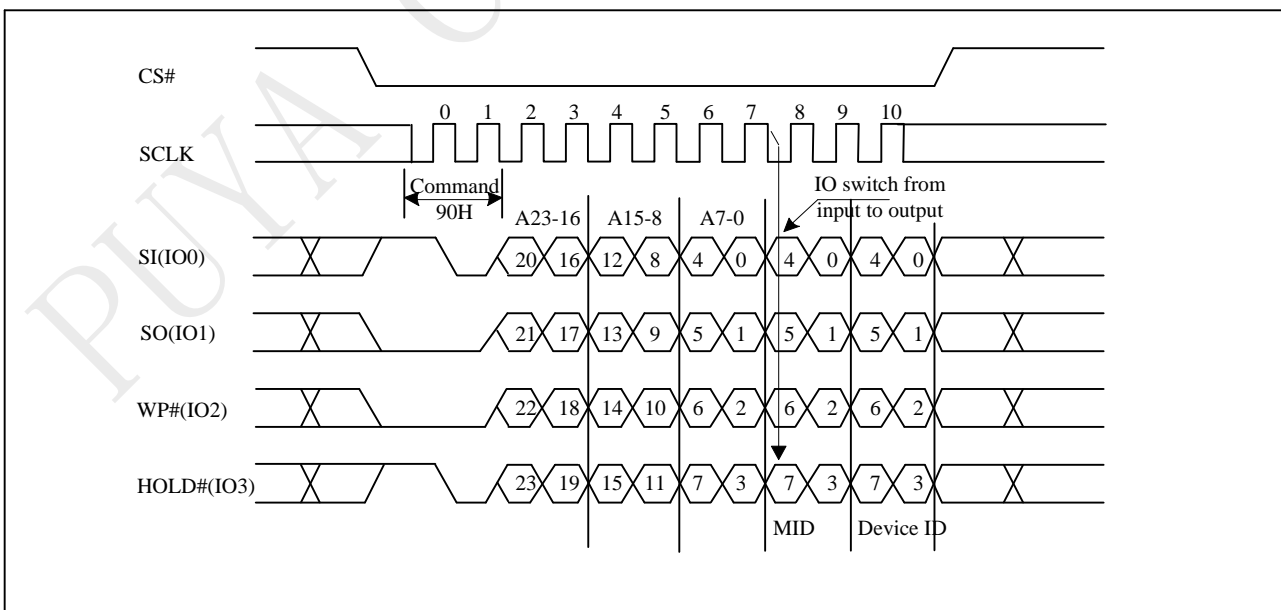 CS#
0 1 2 3 4 5 6 7 8 9 10
SCLK
Command
90H
IO switch from
input to output
A23-16 A15-8 A7-0
SI(IO0) 20 16 12 8 4 0 4 0 4 0
SO(IO1) 21 17 13 9 5 1 5 1 5 1
WP#(IO2) 22 18 14 10 6 2 6 2 6 2
HOLD#(IO3) 23 19 15 11 7 3 7 3 7 3
MID Device ID
PUYA